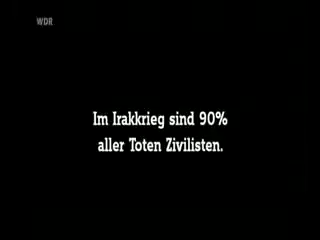 WDR
Im Irakkrieg sind 90%
aller Toten Zivilisten.